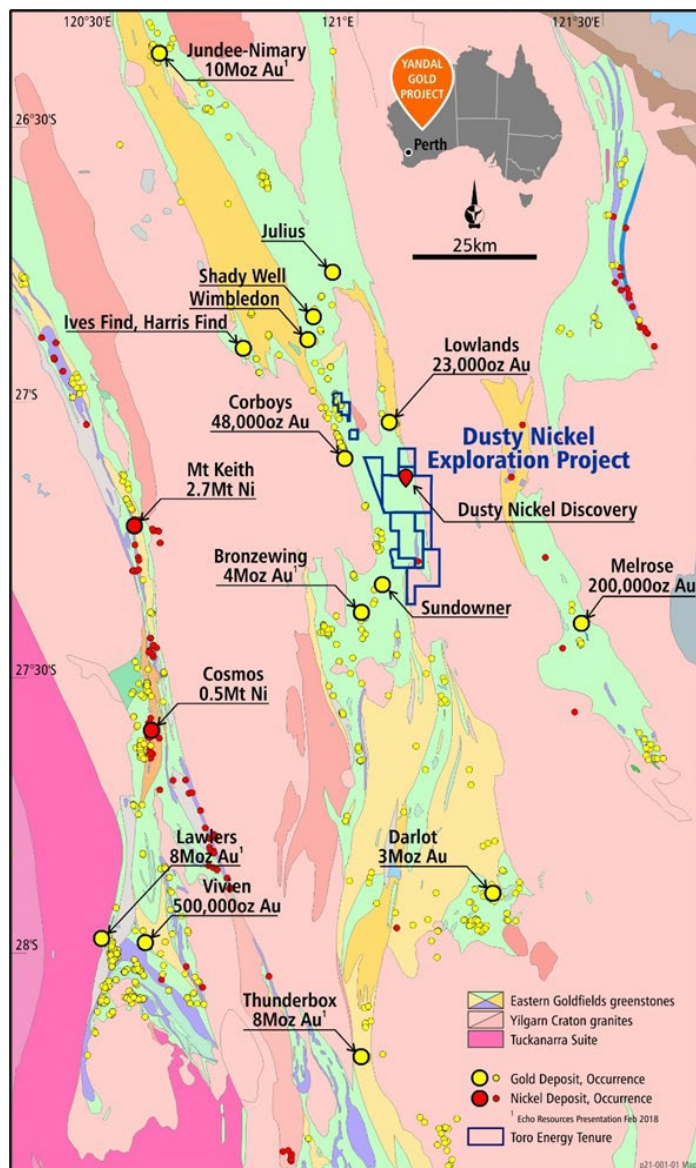 120°30'E
121°E
121°30'E
Jundee-Nimary
10Moz Au¹
YANDAL
GOLD
PROJECT
Perth
26°30'S
25km
Julius
Shady Well
Wimbledon
Ives Find, Harris Find
Lowlands
23,000oz Au
27°S
Corboys
48,000oz Au
Dusty Nickel
Exploration Project
Mt Keith
2.7Mt Ni
Dusty Nickel Discovery
Bronzewing
4Moz Au¹
Melrose
200,000oz Au
Sundowner
27°30'S
Cosmos
0.5Mt Ni
Lawlers
8Moz Au¹
Darlot
3Moz Au
Vivien
500,000oz Au
28°S
Thunderbox
8Moz Au¹
Eastern Goldfields greenstones
Yilgarn Craton granites
Tuckanarra Suite
Gold Deposit, Occurrence
Nickel Deposit, Occurrence
¹ Echo Resources Presentation Feb 2018
Toro Energy Tenure